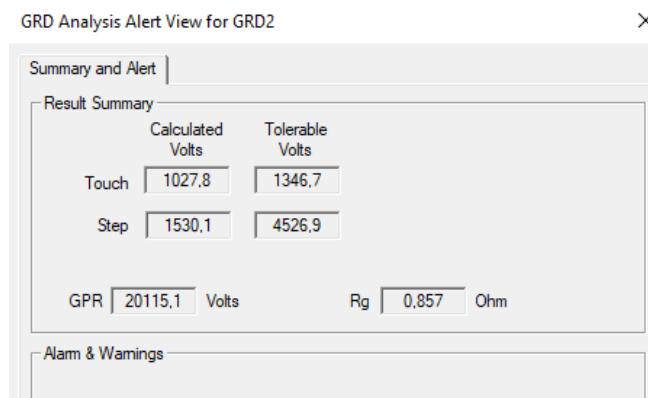 GRD Analysis Alert View for GRD2
Summary and Alert
Result Summary
Calculated Volts Tolerable Volts
Touch 1027,8 1346,7
Step 1530,1 4526,9
GPR 20115,1 Volts Rg 0,857 Ohm
Alarm & Warnings